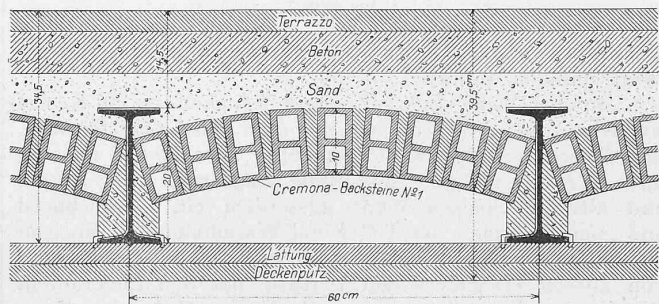 Terrazzo
Beton
14,5
Sand
34,5
39,5 cm
10
20
Cremona-Backsteine No 1
Lattung
Deckenputz
60 cm